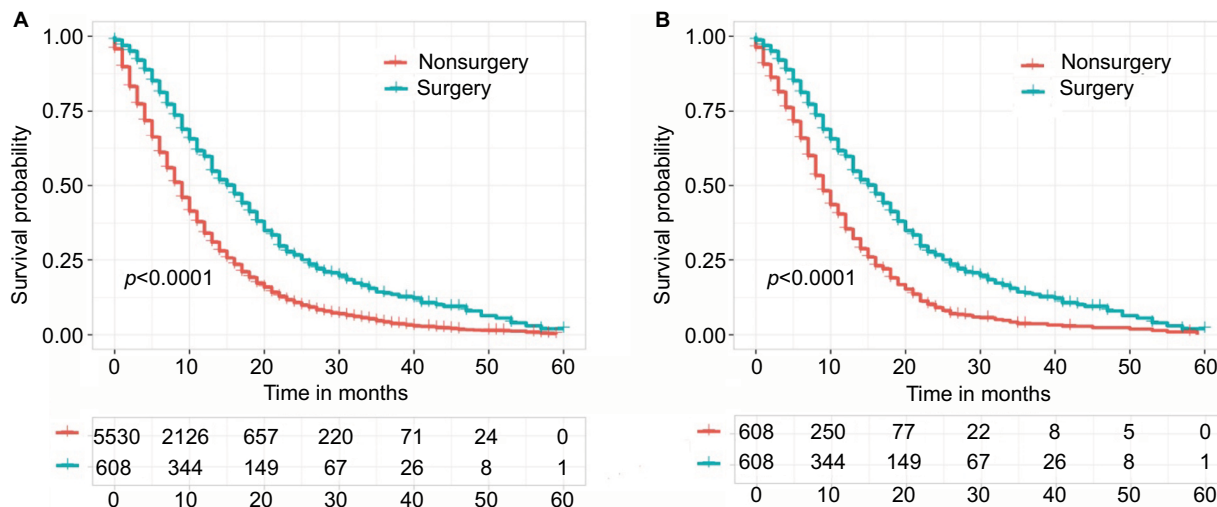 A
1.00
0.75
0.50
0.25
0.00
Survival probability
Nonsurgery
Surgery
p<0.0001
0 10 20 30 40 50 60
Time in months
5530 2126 657 220 71 24 0
608 344 149 67 26 8 1
0 10 20 30 40 50 60
B
1.00
0.75
0.50
0.25
0.00
Survival probability
Nonsurgery
Surgery
p<0.0001
0 10 20 30 40 50 60
Time in months
608 250 77 22 8 5 0
608 344 149 67 26 8 1
0 10 20 30 40 50 60